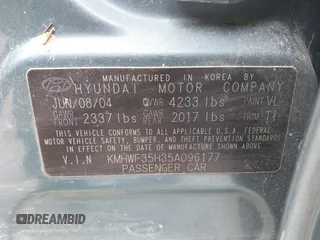 MANUFACTURED IN KOREA BY
HYUNDAI MOTOR COMPANY
JUN/08/04 GVWR 4233 lbs PAINT VL
GAWR FRONT 2337 lbs GAWR REAR 2017 lbs TRIM TI
THIS VEHICLE CONFORMS TO ALL APPLICABLE U.S.A. FEDERAL
MOTOR VEHICLE SAFETY, BUMPER, AND THEFT PREVENTION
STANDARDS IN EFFECT ON THE DATE OF MANUFACTURE
SHOWN ABOVE.
V.I.N KMHWF35H35A096177
PASSENGER CAR
DREAMBID